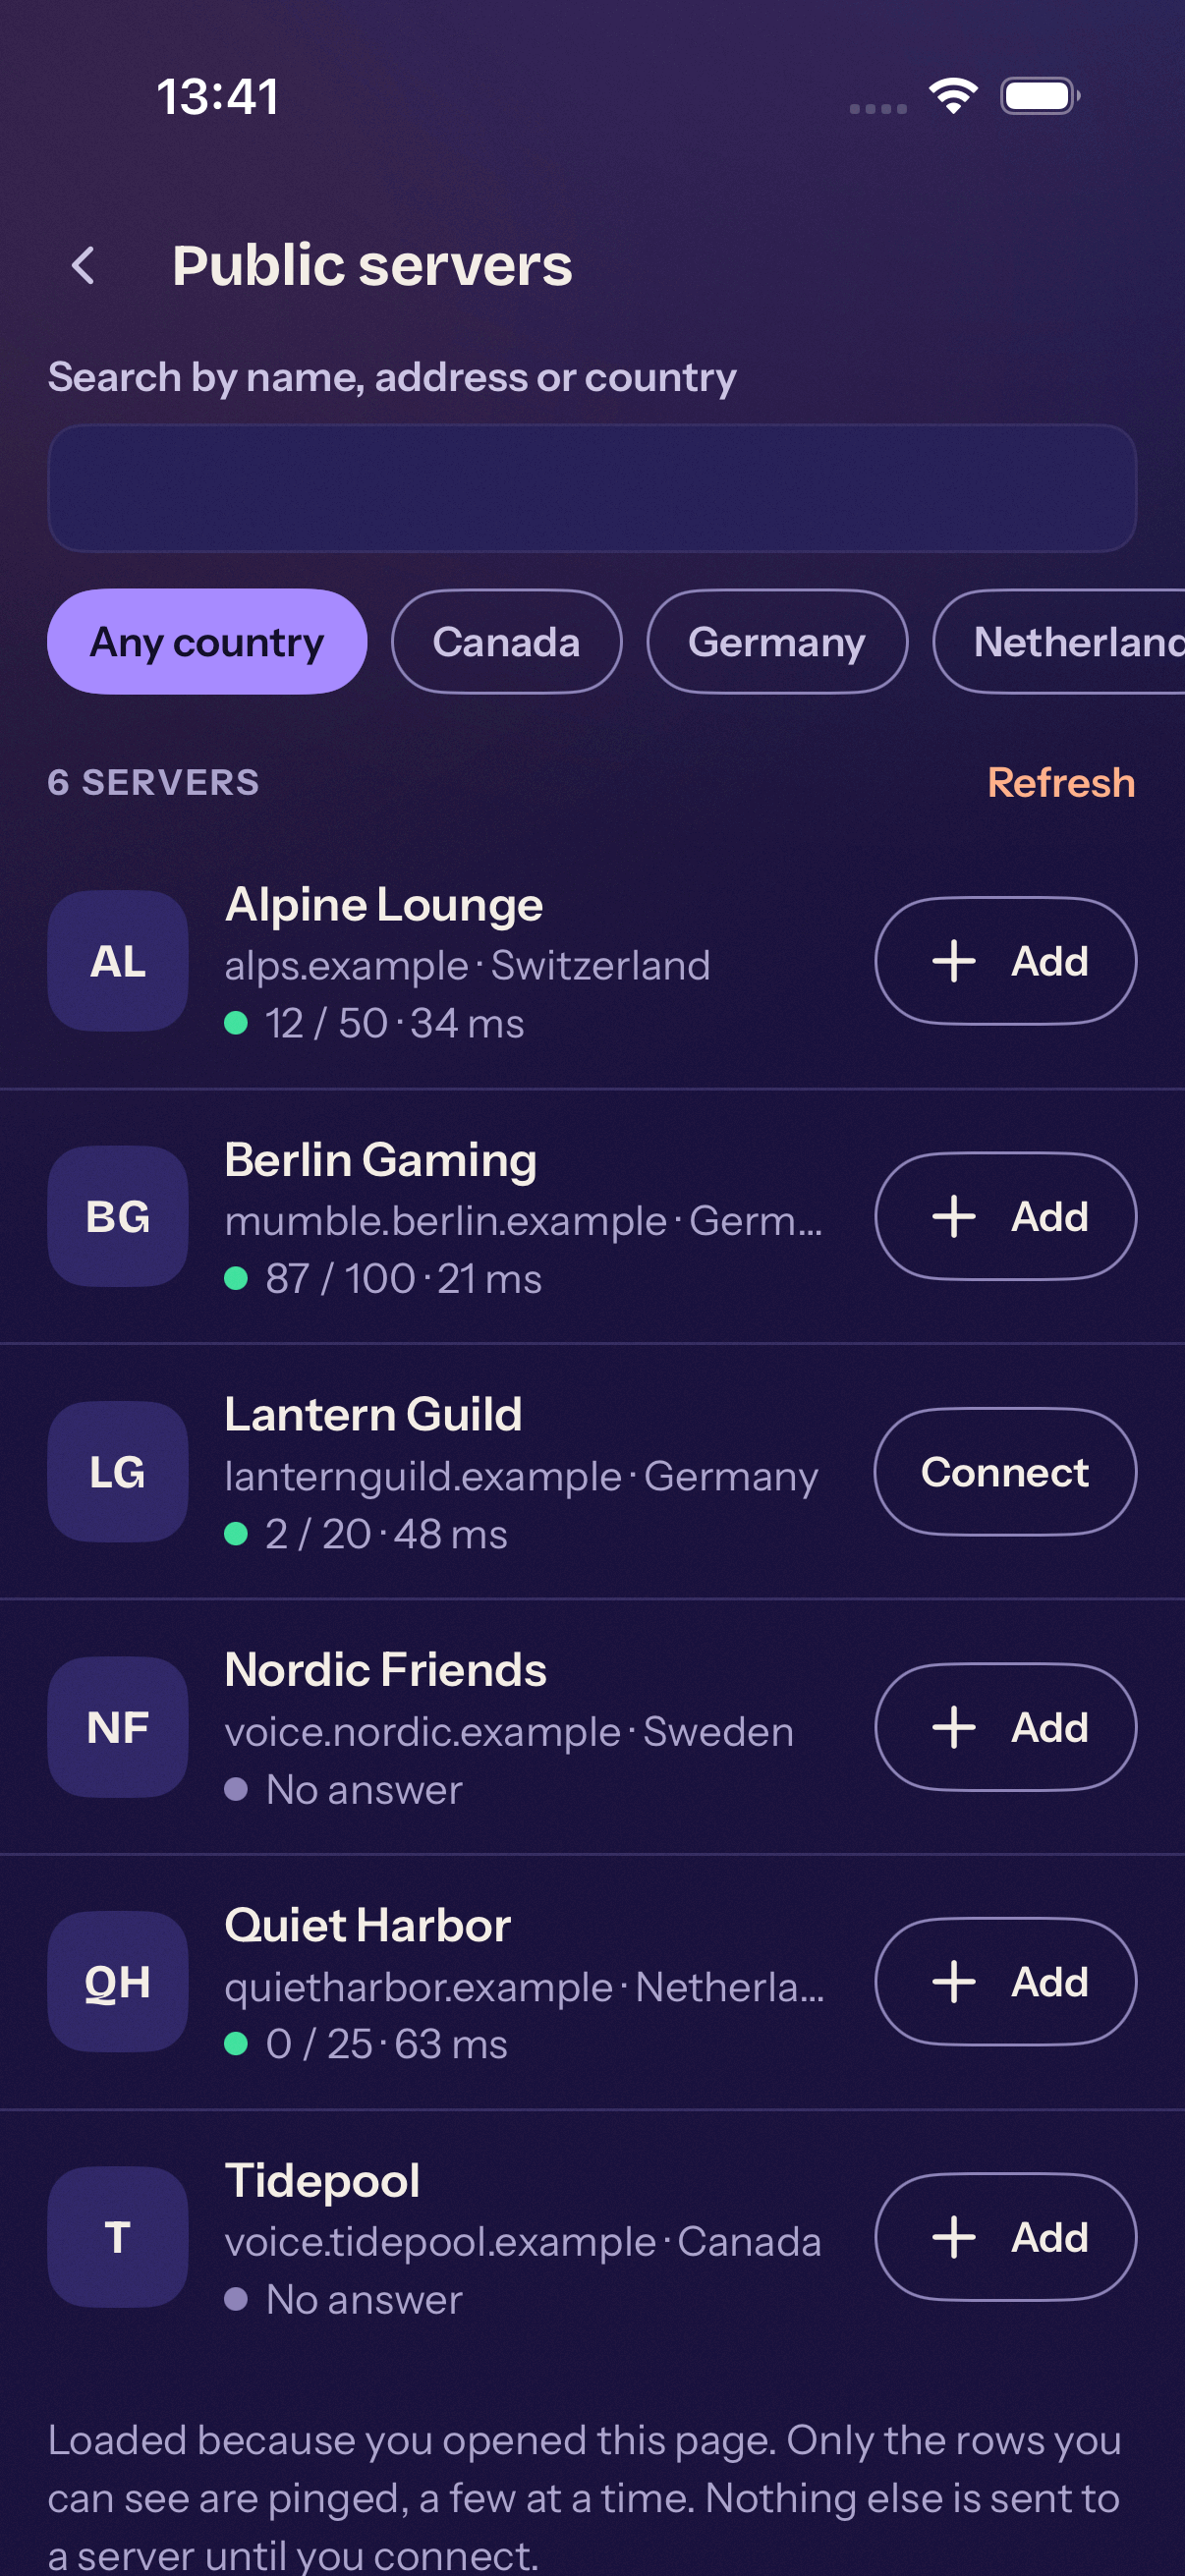 13:41
Public servers
Search by name, address or country
Any country
Canada
Germany
Netherland
6 SERVERS
Refresh
AL
Alpine Lounge
alps.example · Switzerland
12 / 50 · 34 ms
Add
BG
Berlin Gaming
mumble.berlin.example · Germ...
87 / 100 · 21 ms
Add
LG
Lantern Guild
lanternguild.example · Germany
2 / 20 · 48 ms
Connect
NF
Nordic Friends
voice.nordic.example · Sweden
No answer
Add
QH
Quiet Harbor
quietharbor.example · Netherla...
0 / 25 · 63 ms
Add
T
Tidepool
voice.tidepool.example · Canada
No answer
Add
Loaded because you opened this page. Only the rows you
can see are pinged, a few at a time. Nothing else is sent to
a server until you connect.